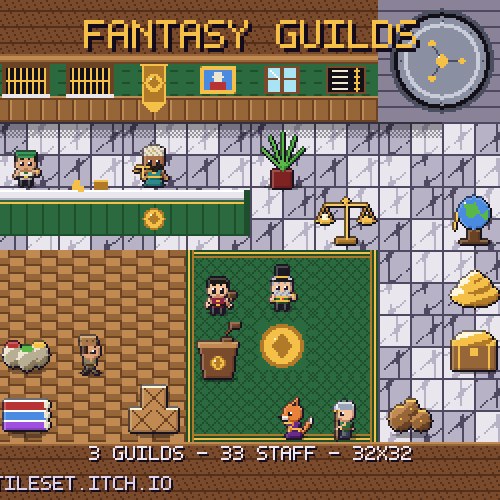 FANTASY GUILDS
3 GUILDS - 33 STAFF - 32X32
TILESET.ITCH.IO